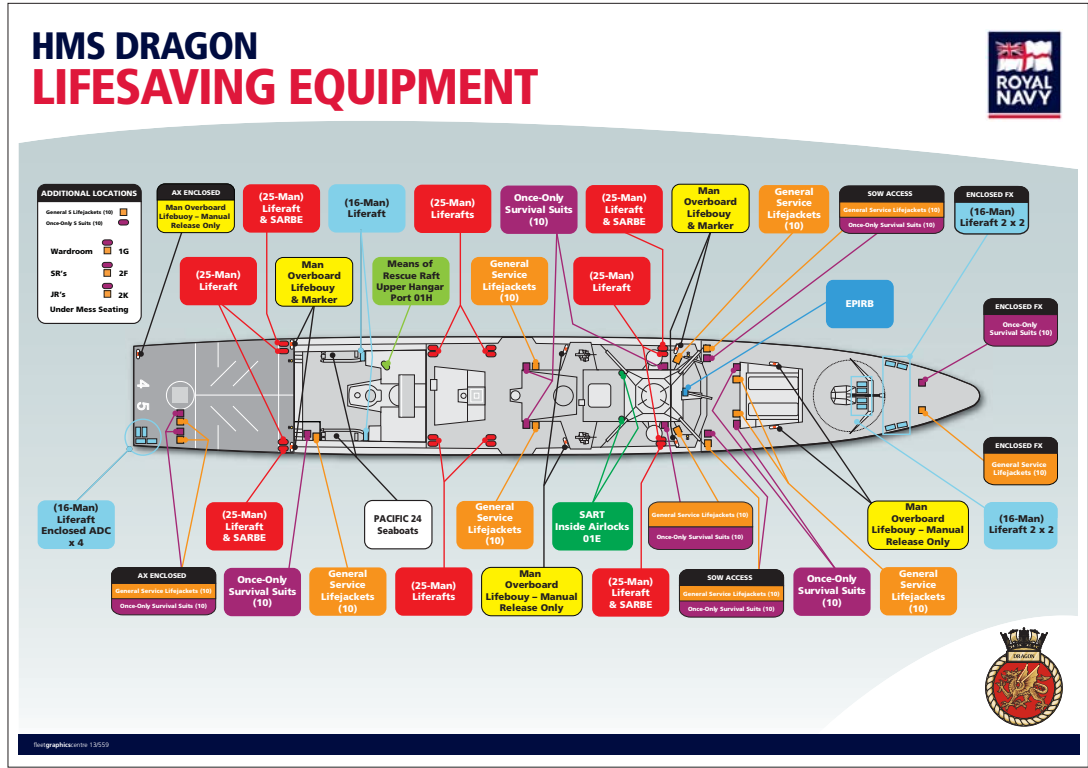 HMS DRAGON
LIFESAVING EQUIPMENT
ROYAL
NAVY
ADDITIONAL LOCATIONS
General S Lifejackets (10)
Once-Only S Suits (10)
Wardroom 1G
SR's 2F
JR's 2K
Under Mess Seating
AX ENCLOSED
Man Overboard
Lifebuoy – Manual
Release Only
(25-Man)
Liferaft
& SARBE
(16-Man)
Liferaft
(25-Man)
Liferafts
Once-Only
Survival Suits
(10)
(25-Man)
Liferaft
& SARBE
Man
Overboard
Lifebouy
& Marker
General
Service
Lifejackets
(10)
SOW ACCESS
General Service Lifejackets (10)
Once-Only Survival Suits (10)
ENCLOSED FX
(16-Man)
Liferaft 2 x 2
(25-Man)
Liferaft
Man
Overboard
Lifebouy
& Marker
Means of
Rescue Raft
Upper Hangar
Port 01H
General
Service
Lifejackets
(10)
(25-Man)
Liferaft
EPIRB
ENCLOSED FX
Once-Only
Survival Suits (10)
4
5
ENCLOSED FX
General Service
Lifejackets (10)
(16-Man)
Liferaft
Enclosed ADC
x 4
(25-Man)
Liferaft
& SARBE
PACIFIC 24
Seaboats
General
Service
Lifejackets
(10)
SART
Inside Airlocks
01E
General Service Lifejackets (10)
Once-Only Survival Suits (10)
Man
Overboard
Lifebouy – Manual
Release Only
(16-Man)
Liferaft 2 x 2
AX ENCLOSED
General Service Lifejackets (10)
Once-Only Survival Suits (10)
Once-Only
Survival Suits
(10)
General
Service
Lifejackets
(10)
(25-Man)
Liferafts
Man
Overboard
Lifebouy – Manual
Release Only
(25-Man)
Liferaft
& SARBE
SOW ACCESS
General Service Lifejackets (10)
Once-Only Survival Suits (10)
Once-Only
Survival Suits
(10)
General
Service
Lifejackets
(10)
DRAGON
fleetgraphicscentre 13/559